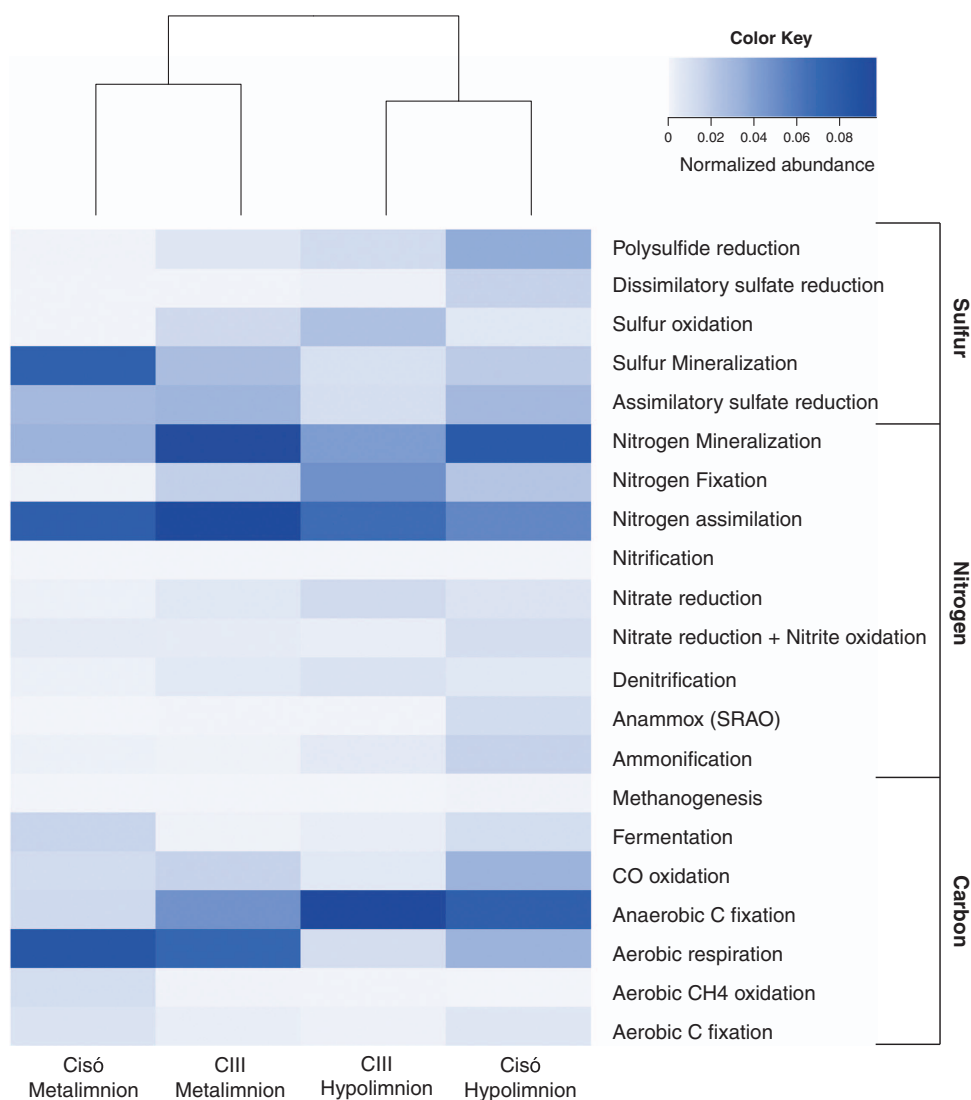 Color Key
0 0.02 0.04 0.06 0.08
Normalized abundance
Polysulfide reduction
Dissimilatory sulfate reduction
Sulfur oxidation
Sulfur Mineralization
Assimilatory sulfate reduction
Sulfur
Nitrogen Mineralization
Nitrogen Fixation
Nitrogen assimilation
Nitrification
Nitrate reduction
Nitrate reduction + Nitrite oxidation
Denitrification
Anammox (SRAO)
Ammonification
Nitrogen
Methanogenesis
Fermentation
CO oxidation
Anaerobic C fixation
Aerobic respiration
Aerobic CH4 oxidation
Aerobic C fixation
Carbon
Cisó
Metalimnion
CIII
Metalimnion
CIII
Hypolimnion
Cisó
Hypolimnion